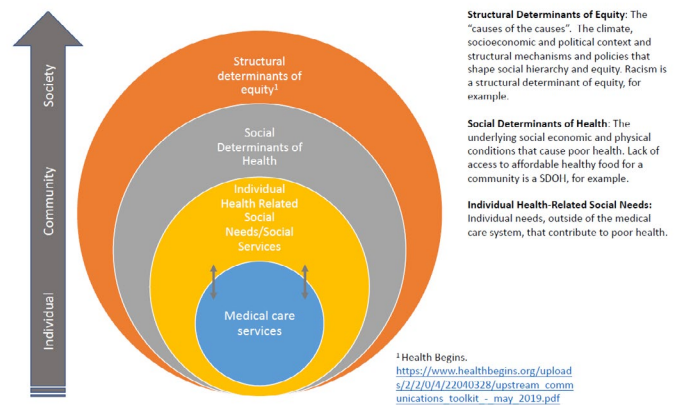 Society
Community
Individual
Structural
determinants of
equity1
Social
Determinants of
Health
Individual
Health Related
Social
Needs/Social
Services
Medical care
services
Structural Determinants of Equity: The
“causes of the causes”. The climate,
socioeconomic and political context and
structural mechanisms and policies that
shape social hierarchy and equity. Racism is
a structural determinant of equity, for
example.
Social Determinants of Health: The
underlying social economic and physical
conditions that cause poor health. Lack of
access to affordable healthy food for a
community is a SDOH, for example.
Individual Health-Related Social Needs:
Individual needs, outside of the medical
care system, that contribute to poor health.
1 Health Begins.
https://www.healthbegins.org/upload
s/2/2/0/4/22040328/upstream_comm
unications_toolkit_-_may_2019.pdf